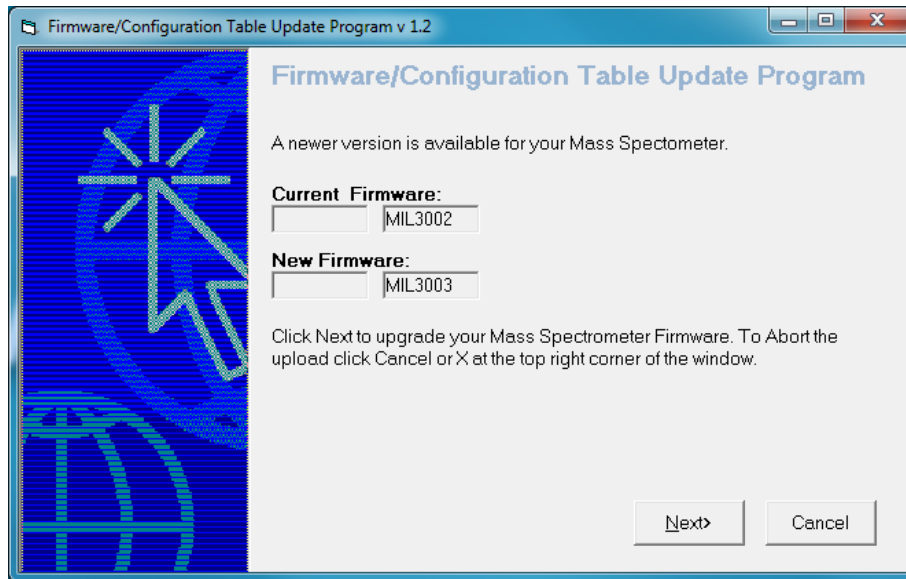 Firmware/Configuration Table Update Program v 1.2
Firmware/Configuration Table Update Program
A newer version is available for your Mass Spectometer.
Current Firmware:
MIL3002
New Firmware:
MIL3003
Click Next to upgrade your Mass Spectrometer Firmware. To Abort the
upload click Cancel or X at the top right corner of the window.
Next> Cancel